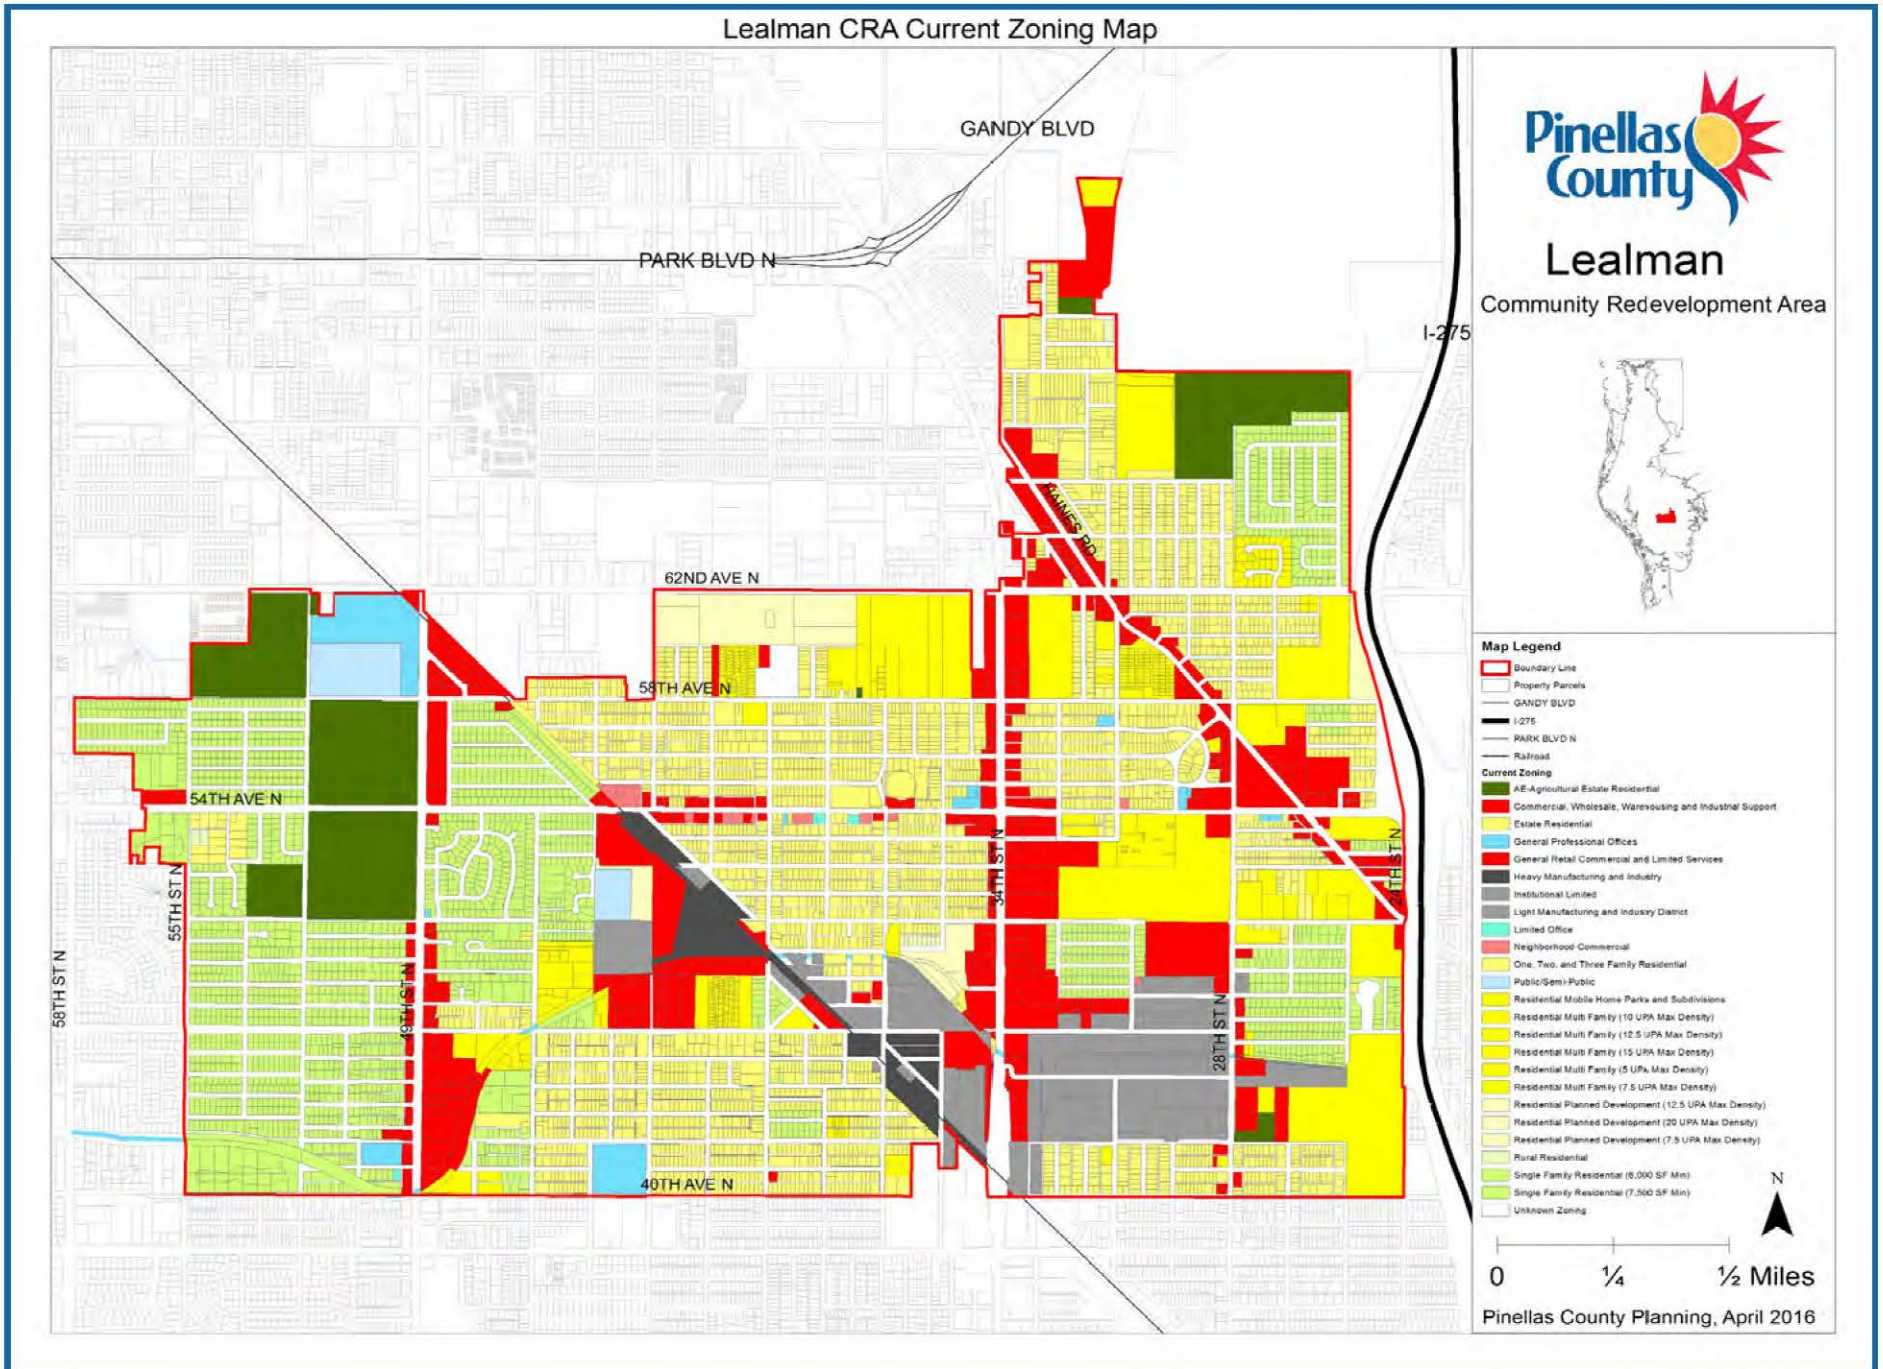 Lealman CRA Current Zoning Map
GANDY BLVD
PARK BLVD N
I-275
HAINES RD
62ND AVE N
58TH AVE N
54TH AVE N
34TH ST N
24TH ST N
55TH ST N
58TH ST N
49TH ST N
28TH ST N
40TH AVE N
Pinellas
County
Lealman
Community Redevelopment Area
Map Legend
Boundary Line
Property Parcels
GANDY BLVD
I-275
PARK BLVD N
Railroad
Current Zoning
AE-Agricultural Estate Residential
Commercial, Wholesale, Warehousing and Industrial Support
Estate Residential
General Professional Offices
General Retail Commercial and Limited Services
Heavy Manufacturing and Industry
Institutional Limited
Light Manufacturing and Industry District
Limited Office
Neighborhood Commercial
One, Two, and Three Family Residential
Public/Semi-Public
Residential Mobile Home Parks and Subdivisions
Residential Multi Family (10 UPA Max Density)
Residential Multi Family (12.5 UPA Max Density)
Residential Multi Family (15 UPA Max Density)
Residential Multi Family (5 UPA Max Density)
Residential Multi Family (7.5 UPA Max Density)
Residential Planned Development (12.5 UPA Max Density)
Residential Planned Development (20 UPA Max Density)
Residential Planned Development (7.5 UPA Max Density)
Rural Residential
Single Family Residential (6,000 SF Min)
Single Family Residential (7,500 SF Min)
Unknown Zoning
N
0 ¼ ½ Miles
Pinellas County Planning, April 2016